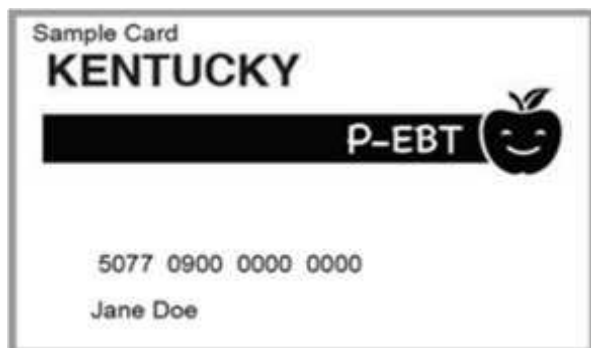 Sample Card
KENTUCKY
P-EBT
5077 0900 0000 0000
Jane Doe